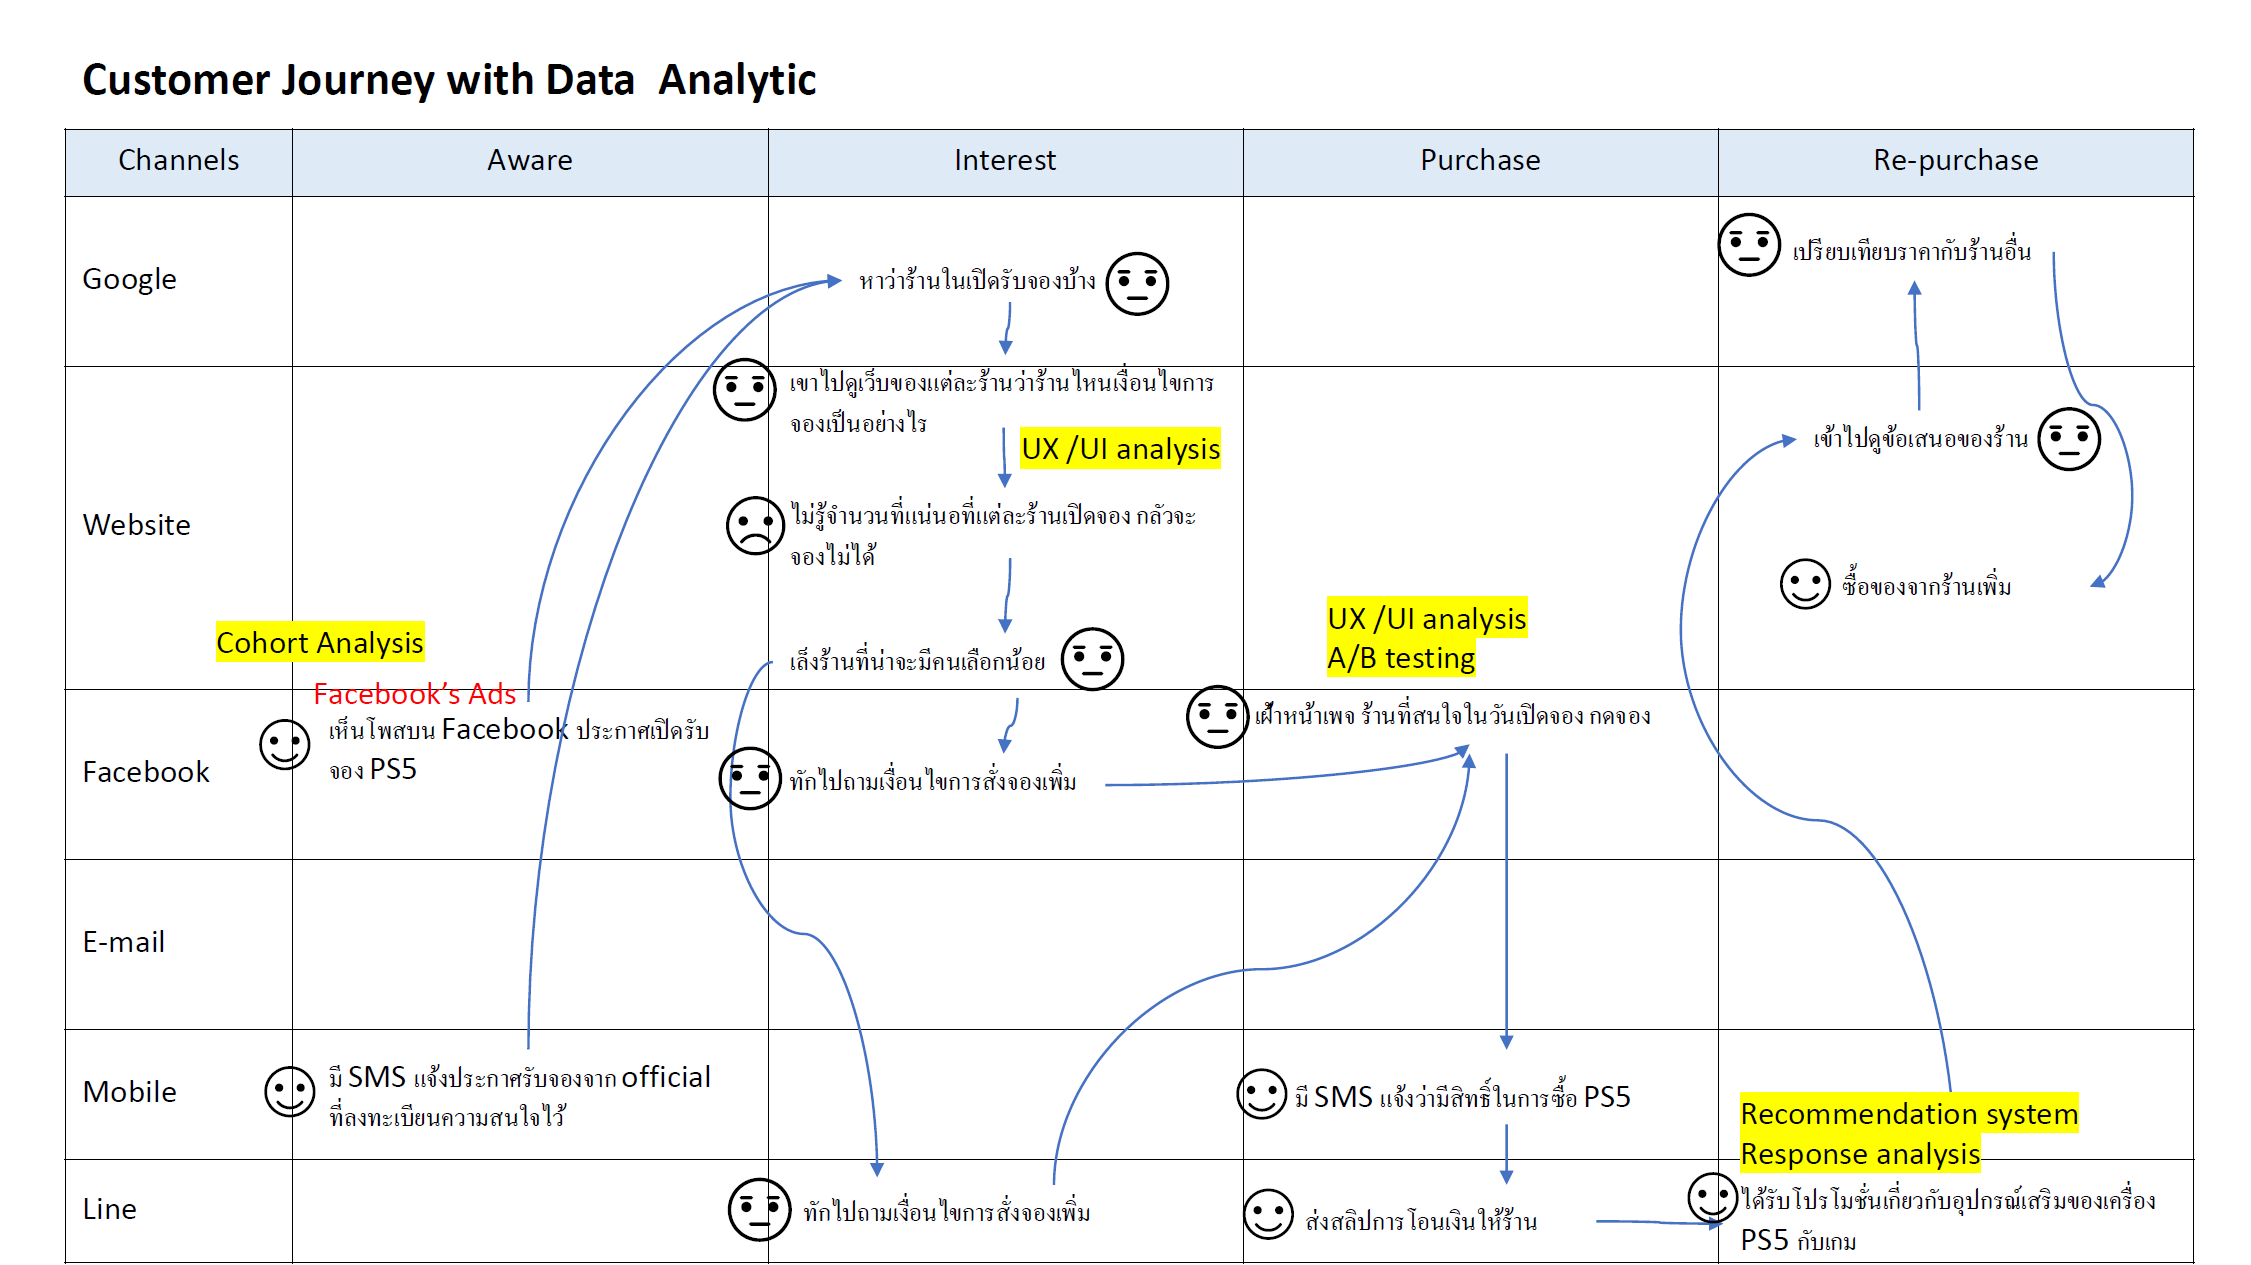 Customer Journey with Data  Analytic
Channels
Aware
Interest
Purchase
Re-purchase
Google
หาว่าร้านในเปิดรับจองบ้าง
เปรียบเทียบราคากับร้านอื่น
Website
เขาไปดูเว็บของแต่ละร้านว่าร้านไหนเงื่อนไขการ
จองเป็นอย่างไร
UX /UI analysis
ไม่รู้จำนวนที่แน่นอที่แต่ละร้านเปิดจอง กลัวจะ
จองไม่ได้
เล็งร้านที่น่าจะมีคนเลือกน้อย
เข้าไปดูข้อเสนอของร้าน
ซื้อของจากร้านเพิ่ม
Cohort Analysis
UX /UI analysis
A/B testing
Facebook
Facebook’s Ads
เห็นโพสบน Facebook ประกาศเปิดรับ
จอง PS5
ทักไปถามเงื่อนไขการสั่งจองเพิ่ม
เฝ้าหน้าเพจ ร้านที่สนใจในวันเปิดจอง กดจอง
E-mail
Mobile
มี SMS แจ้งประกาศรับจองจาก official
ที่ลงทะเบียนความสนใจไว้
มี SMS แจ้งว่ามีสิทธิ์ในการซื้อ PS5
Recommendation system
Response analysis
Line
ทักไปถามเงื่อนไขการสั่งจองเพิ่ม
ส่งสลิปการโอนเงินให้ร้าน
ได้รับโปรโมชั่นเกี่ยวกับอุปกรณ์เสริมของเครื่อง
PS5 กับเกม